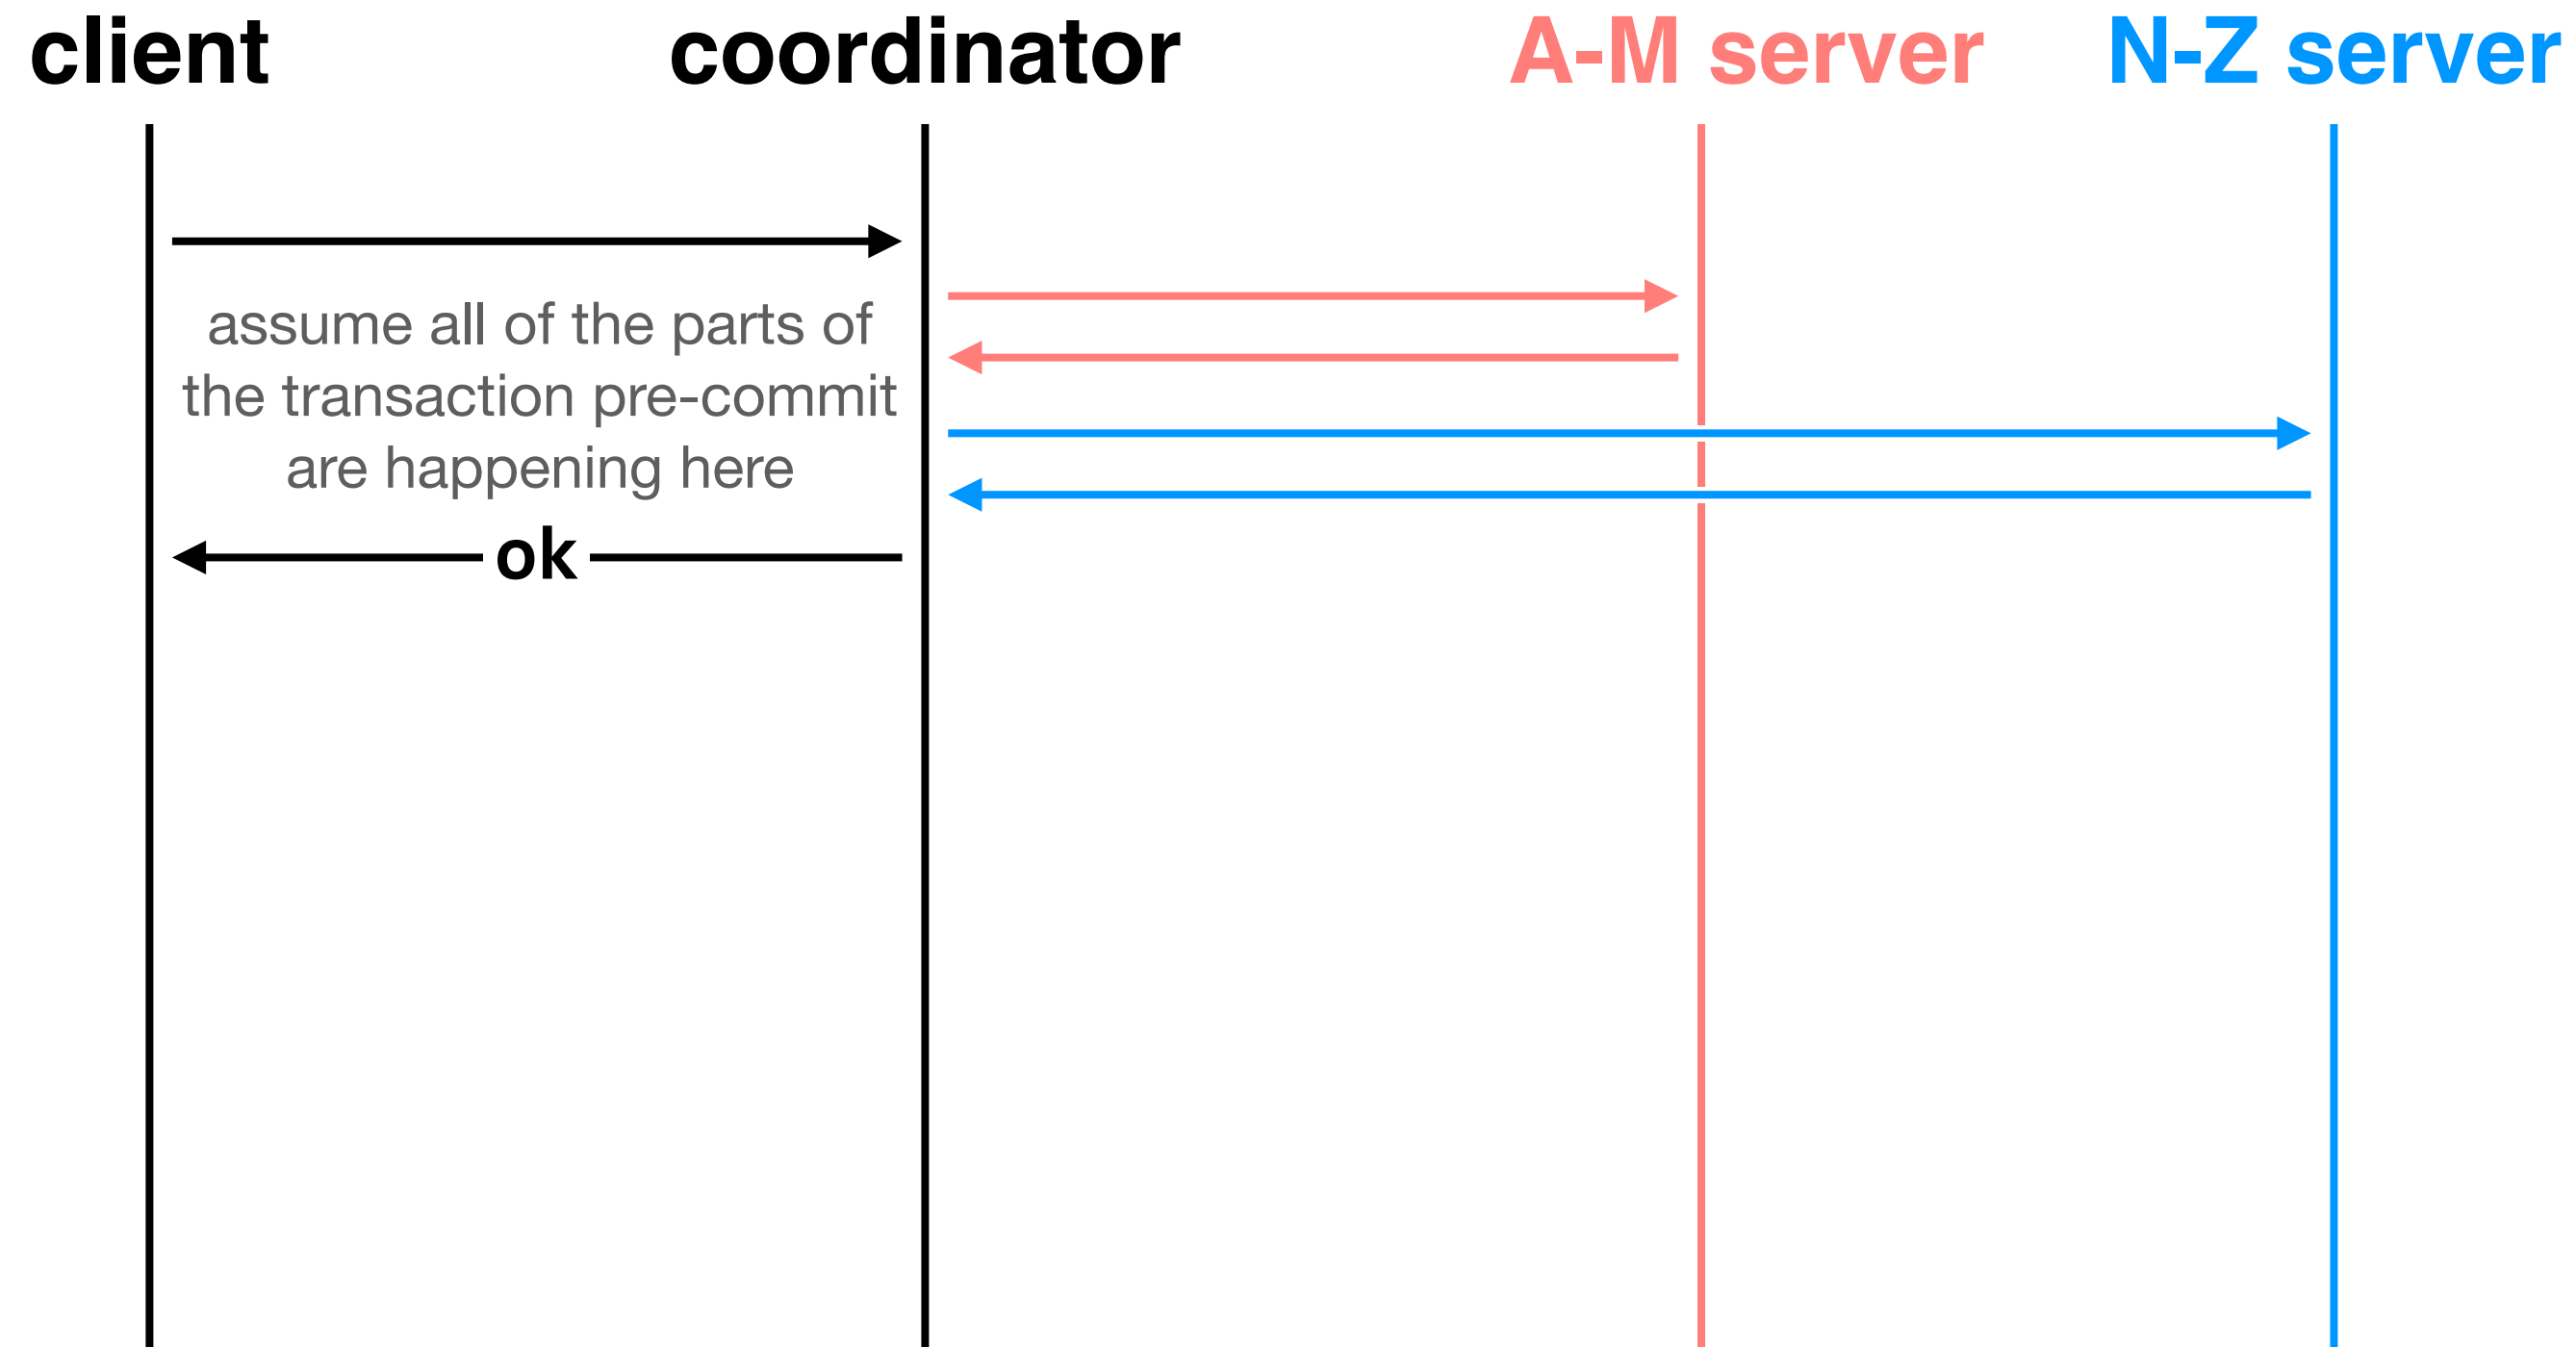 client
coordinator
A-M server
N-Z server
assume all of the parts of
the transaction pre-commit
are happening here
ok